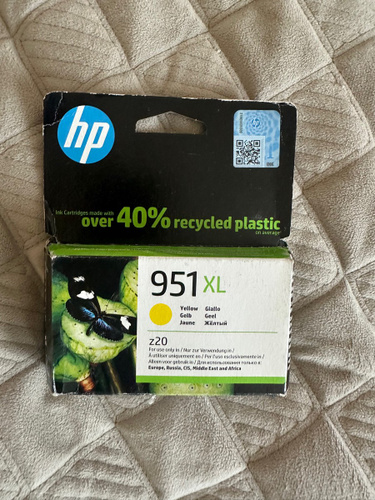 hp
Ink Cartridges made with
over 40% recycled plastic
on average
951XL
Yellow Giallo
Gelb Geel
Jaune Жёлтый
z20
For use only in / Nur zur Verwendung in /
À utiliser uniquement en / Per l'uso esclusivamente in /
Alleen voor gebruik in / Для использования только в /
Europe, Russia, CIS, Middle East and Africa